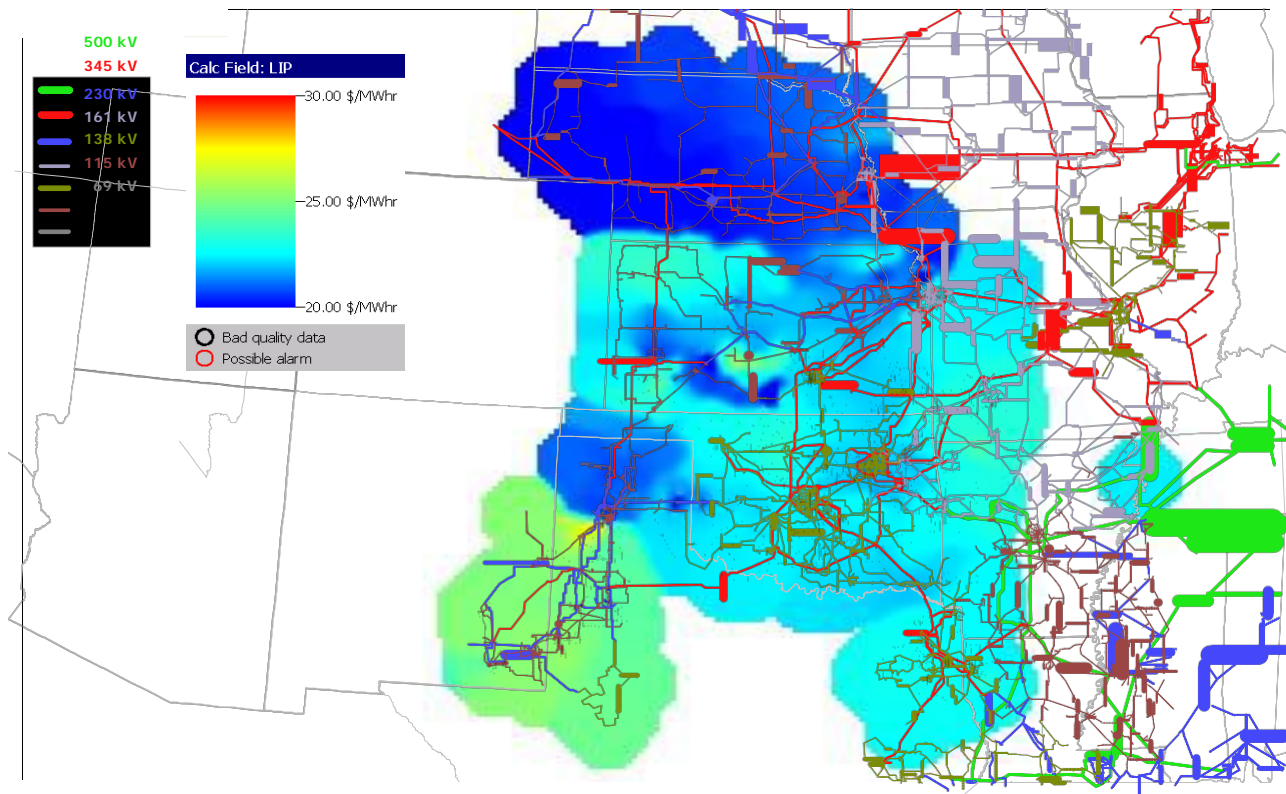 500 kV
345 kV
230 kV
161 kV
138 kV
115 kV
69 kV
Calc Field: LIP
30.00 $/MWhr
25.00 $/MWhr
20.00 $/MWhr
Bad quality data
Possible alarm